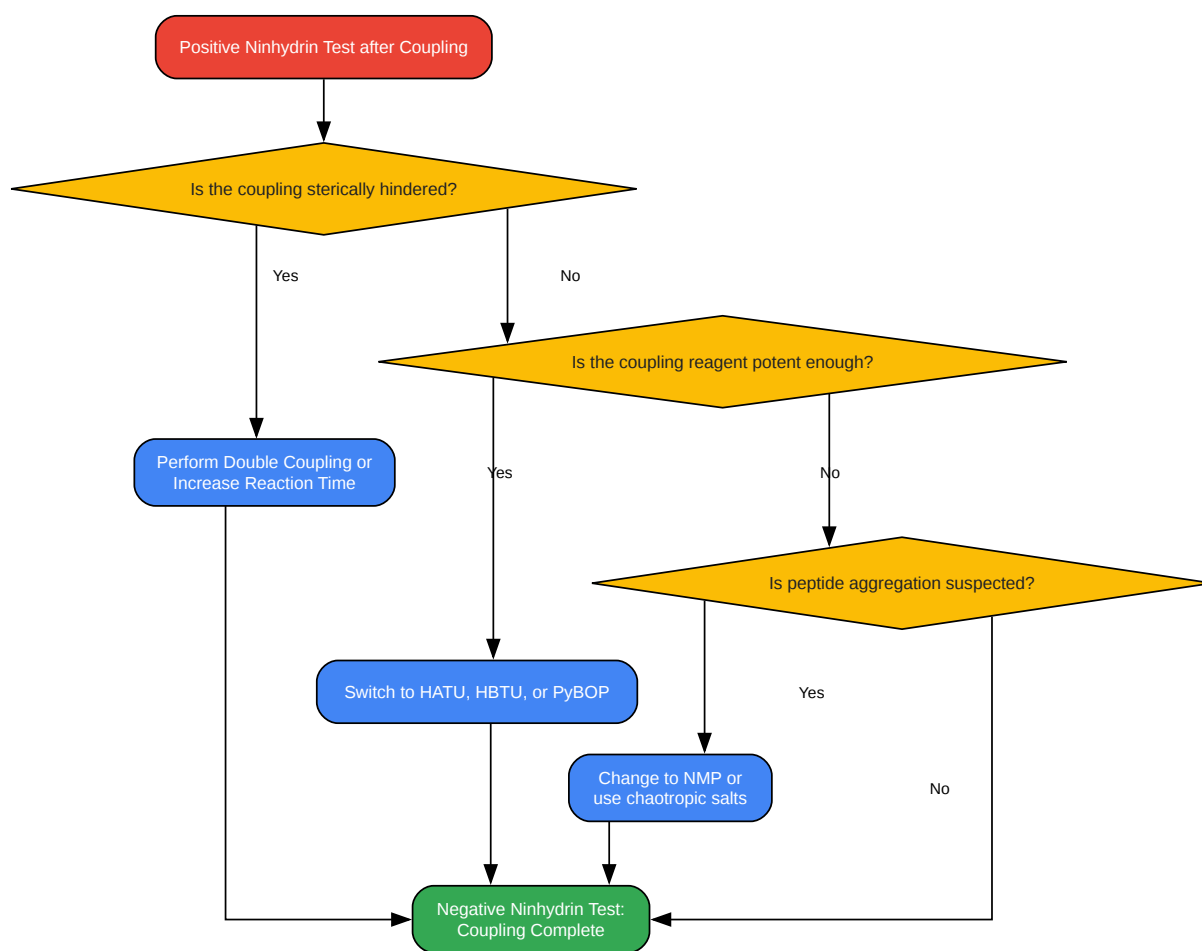 Positive Ninhydrin Test after Coupling
Is the coupling sterically hindered?
Yes
No
Is the coupling reagent potent enough?
Perform Double Coupling or
Increase Reaction Time
Yes
No
Is peptide aggregation suspected?
Switch to HATU, HBTU, or PyBOP
Yes
Change to NMP or
use chaotropic salts
No
Negative Ninhydrin Test:
Coupling Complete